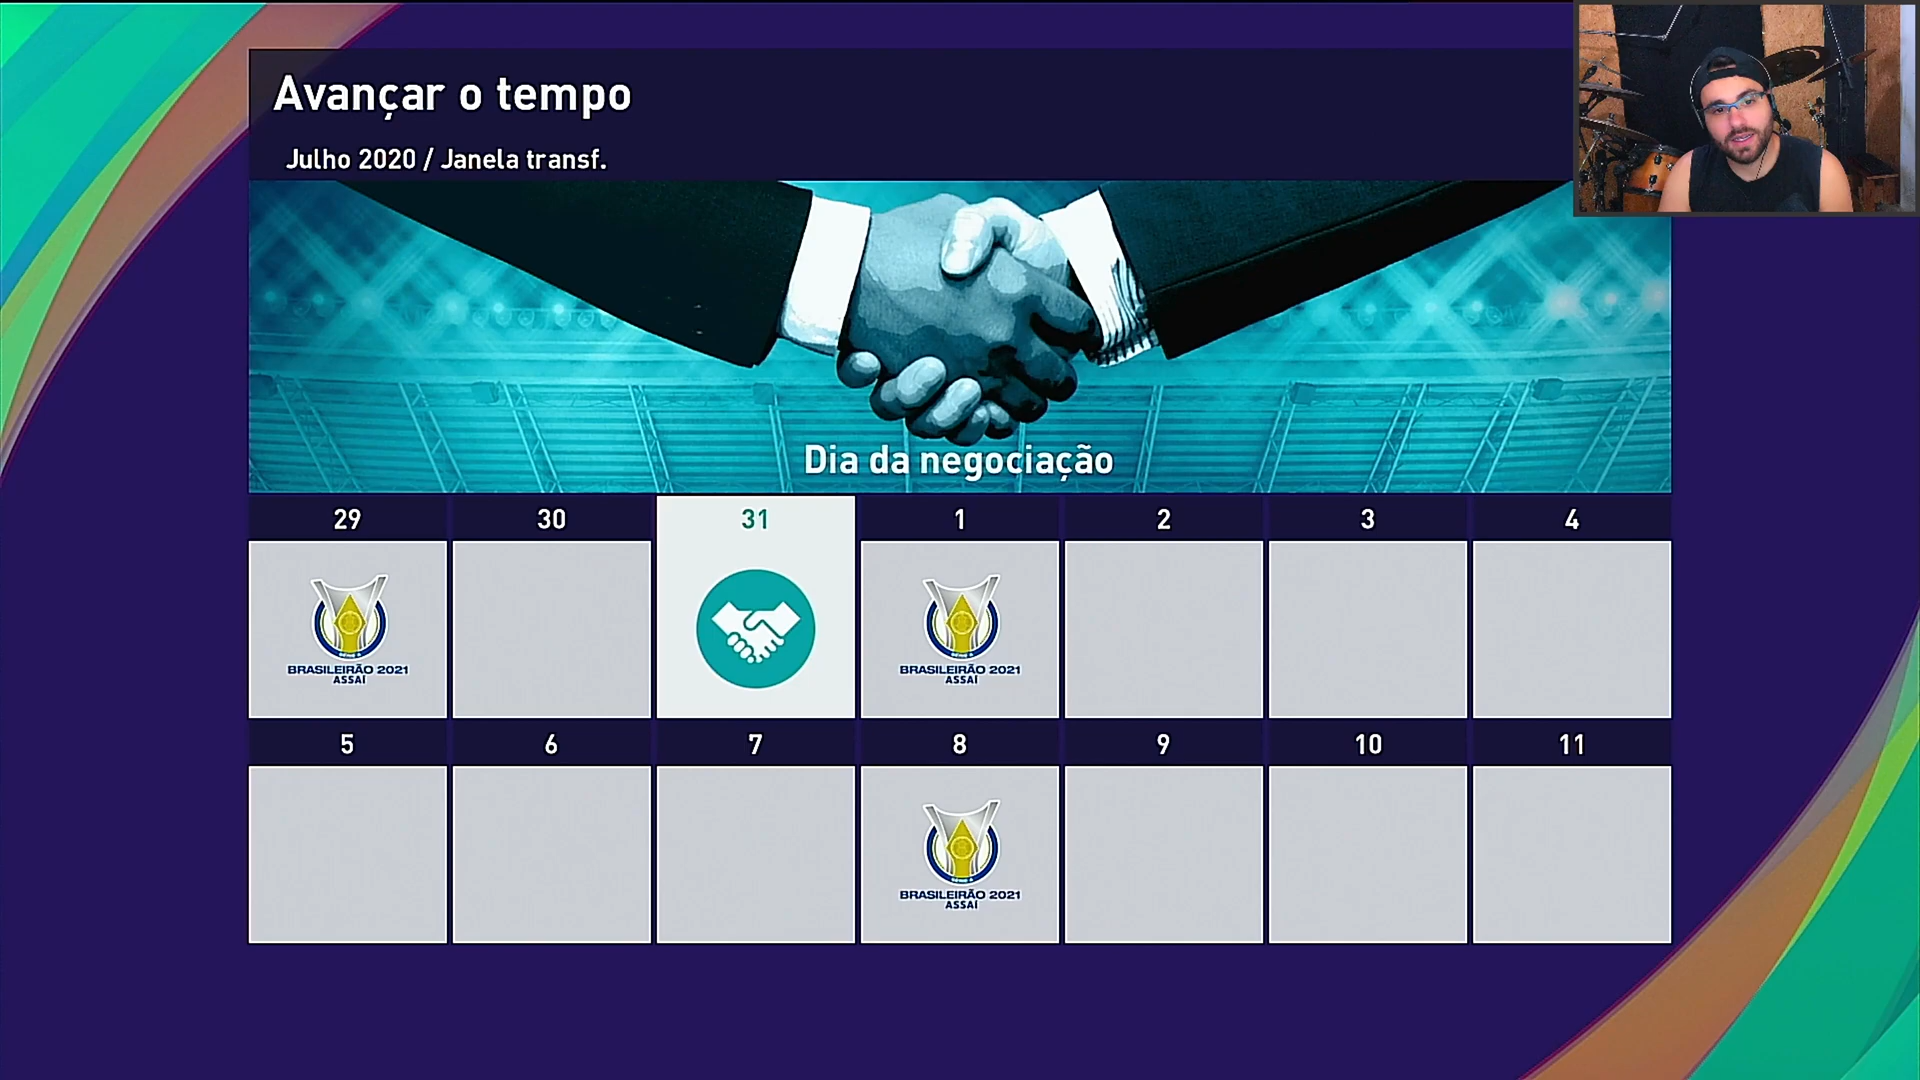 Avançar o tempo
Julho 2020 / Janela transf.
Dia da negociação
29 30 31 1 2 3 4
BRASILEIRÃO 2021
ASSAÍ
BRASILEIRÃO 2021
ASSAÍ
5 6 7 8 9 10 11
BRASILEIRÃO 2021
ASSAÍ